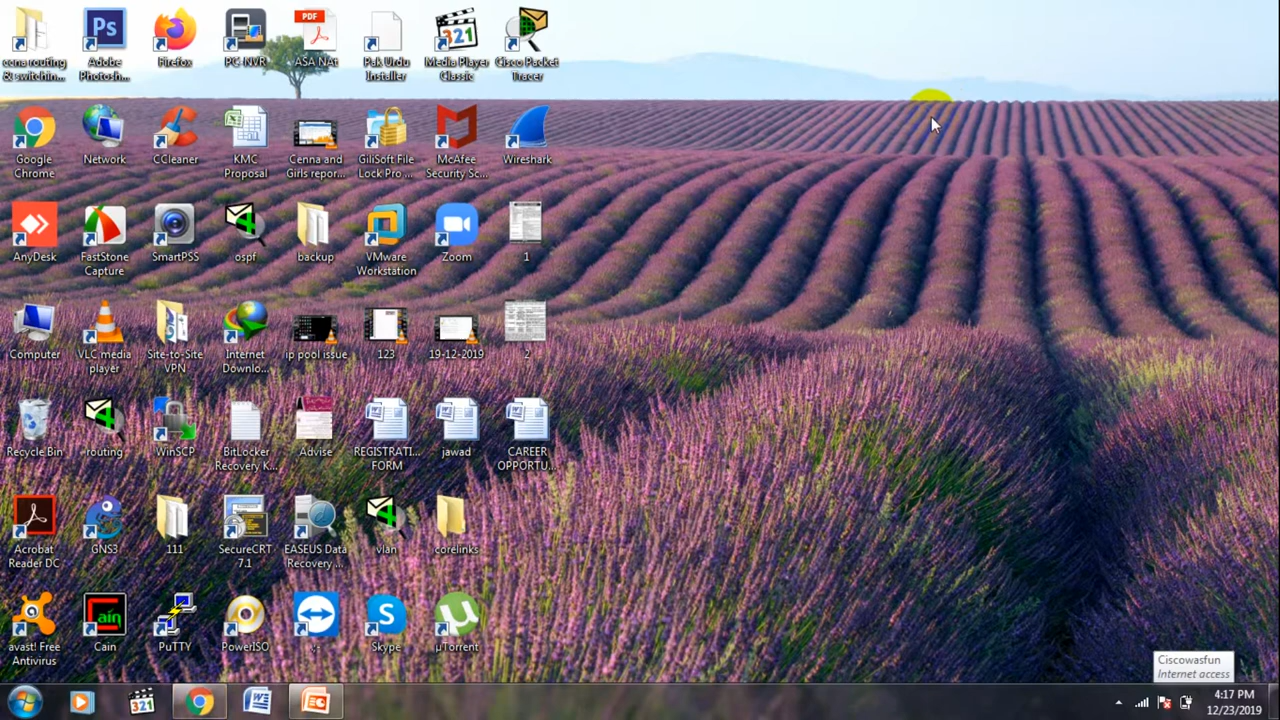 ccna routing
& switchin...
Adobe
Photosh...
Firefox
PC-NVR
PDF
ASA NAt
Pak Urdu
Installer
321
Media Player
Classic
Cisco Packet
Tracer
Google
Chrome
Network
CCleaner
KMC
Proposal
Cenna and
Girls repor...
GiliSoft File
Lock Pro ...
McAfee
Security Sc...
Wireshark
AnyDesk
FastStone
Capture
SmartPSS
ospf
backup
VMware
Workstation
Zoom
1
Computer
VLC media
player
Site-to-Site
VPN
Internet
Downlo...
ip pool issue
123
19-12-2019
2
Recycle Bin
routing
WinSCP
BitLocker
Recovery K...
Advise
REGISTRATI...
FORM
jawad
CAREER
OPPORTU...
Acrobat
Reader DC
GNS3
111
SecureCRT
7.1
EASEUS Data
Recovery ...
vlan
corelinks
avast! Free
Antivirus
Cain
PuTTY
PowerISO
;-
Skype
µTorrent
Ciscowasfun
Internet access
321
4:17 PM
12/23/2019